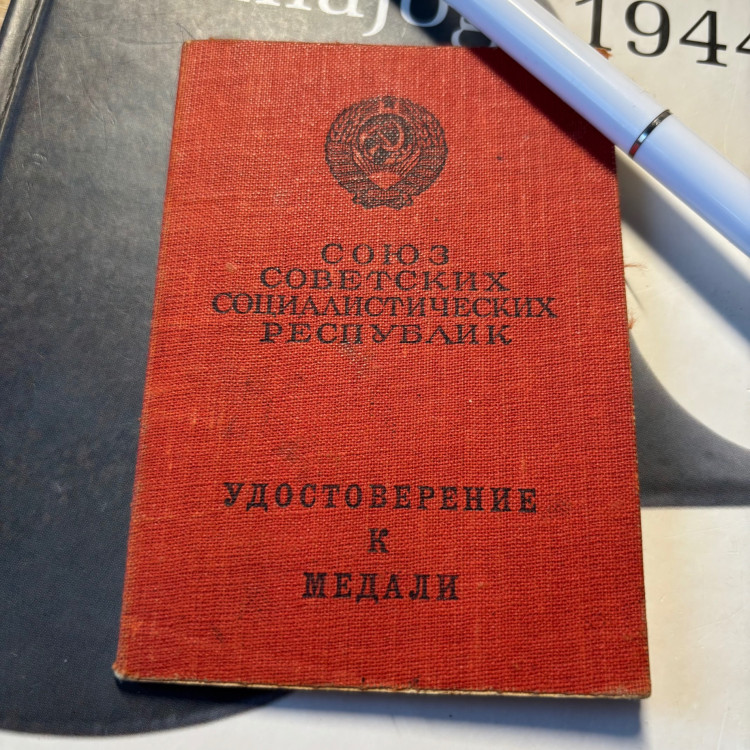 1944
СОЮЗ
СОВЕТСКИХ
СОЦИАЛИСТИЧЕСКИХ
РЕСПУБЛИК
УДОСТОВЕРЕНИЕ
К
МЕДАЛИ